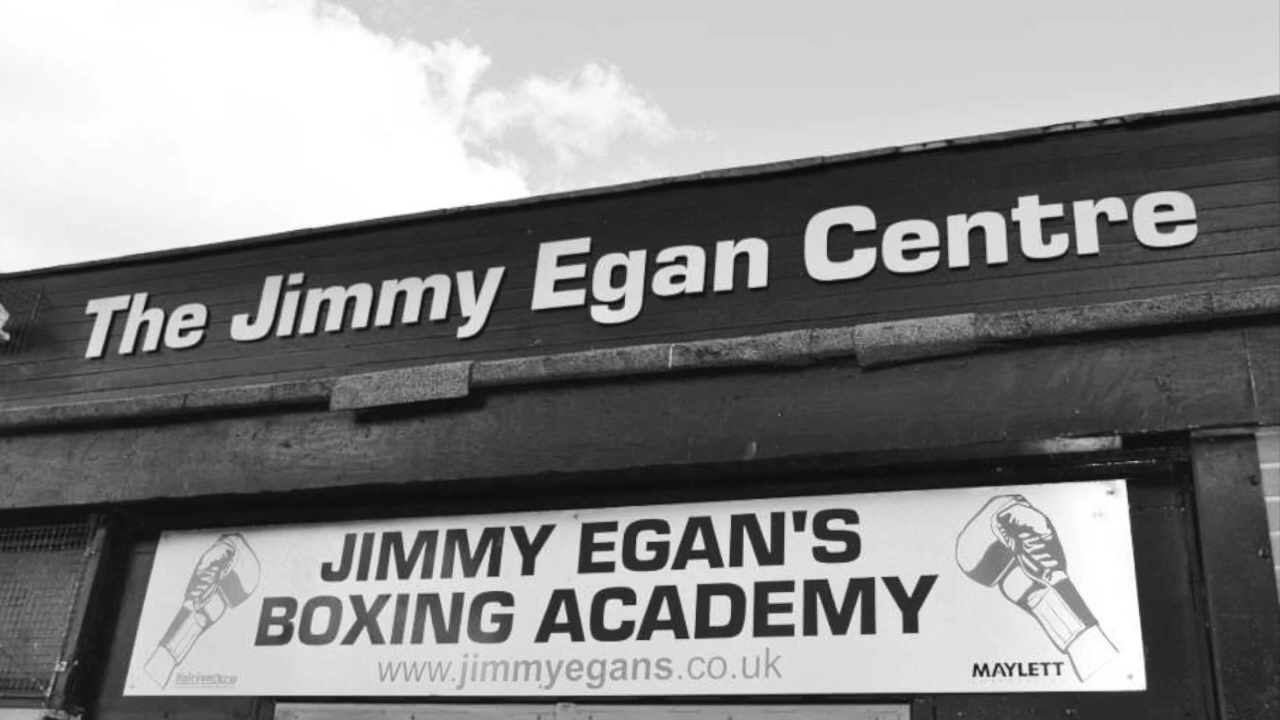 The Jimmy Egan Centre
JIMMY EGAN'S
BOXING ACADEMY
www.jimmyegans.co.uk
MAYLETT